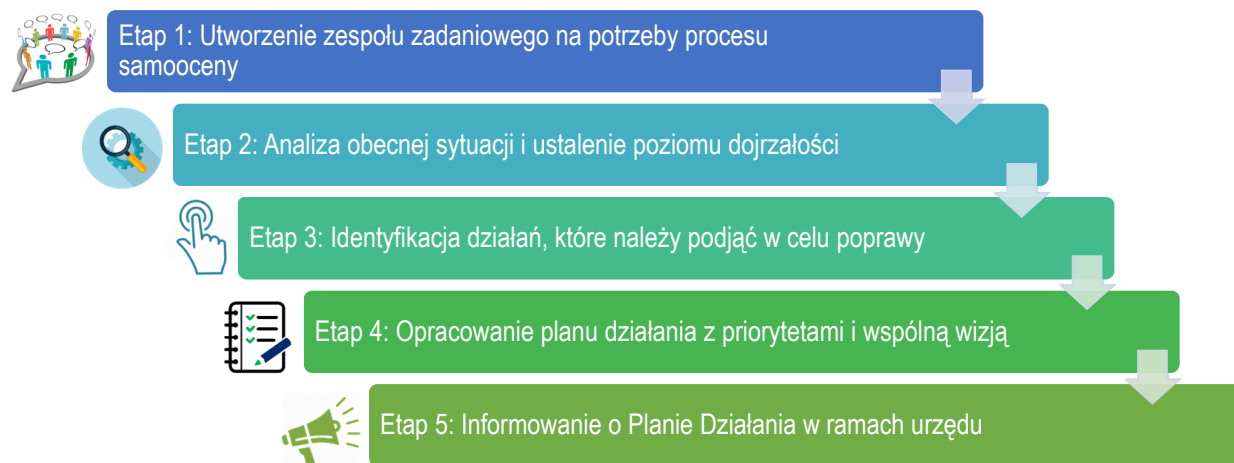 Etap 1: Utworzenie zespołu zadaniowego na potrzeby procesu
samooceny
Etap 2: Analiza obecnej sytuacji i ustalenie poziomu dojrzałości
Etap 3: Identyfikacja działań, które należy podjąć w celu poprawy
Etap 4: Opracowanie planu działania z priorytetami i wspólną wizją
Etap 5: Informowanie o Planie Działania w ramach urzędu